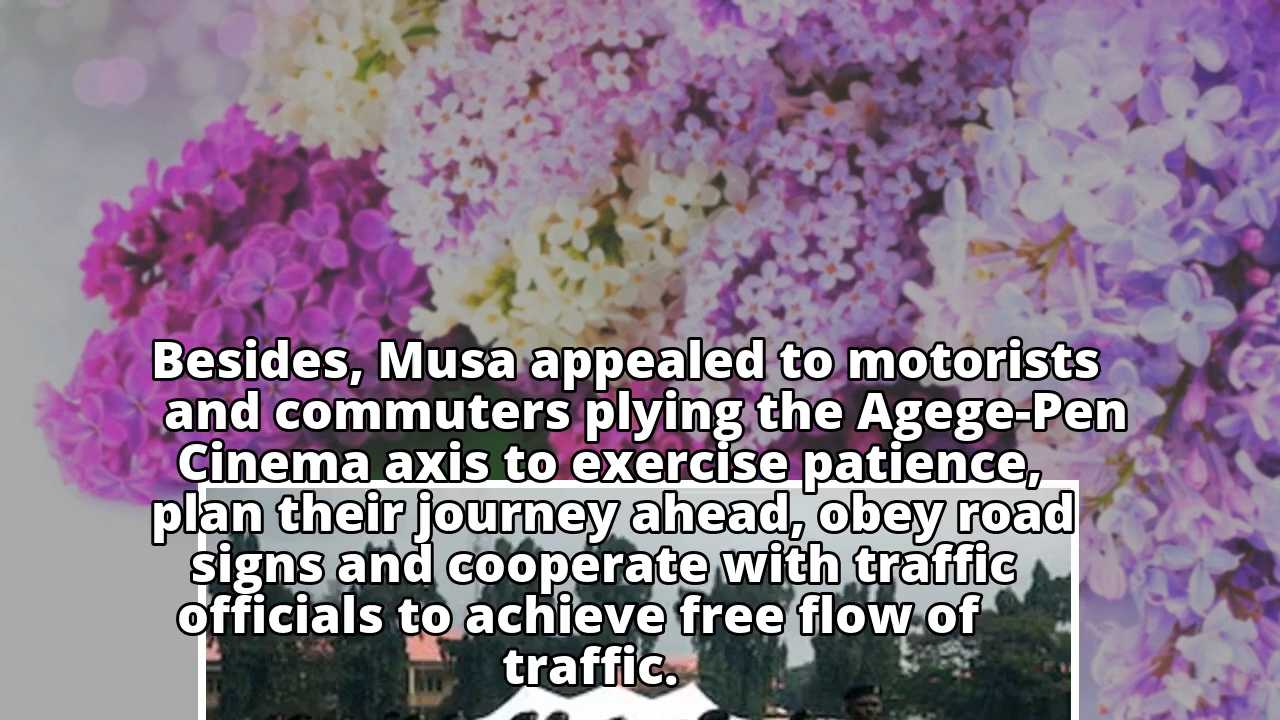 Besides, Musa appealed to motorists
and commuters plying the Agege-Pen
Cinema axis to exercise patience,
plan their journey ahead, obey road
signs and cooperate with traffic
officials to achieve free flow of
traffic.